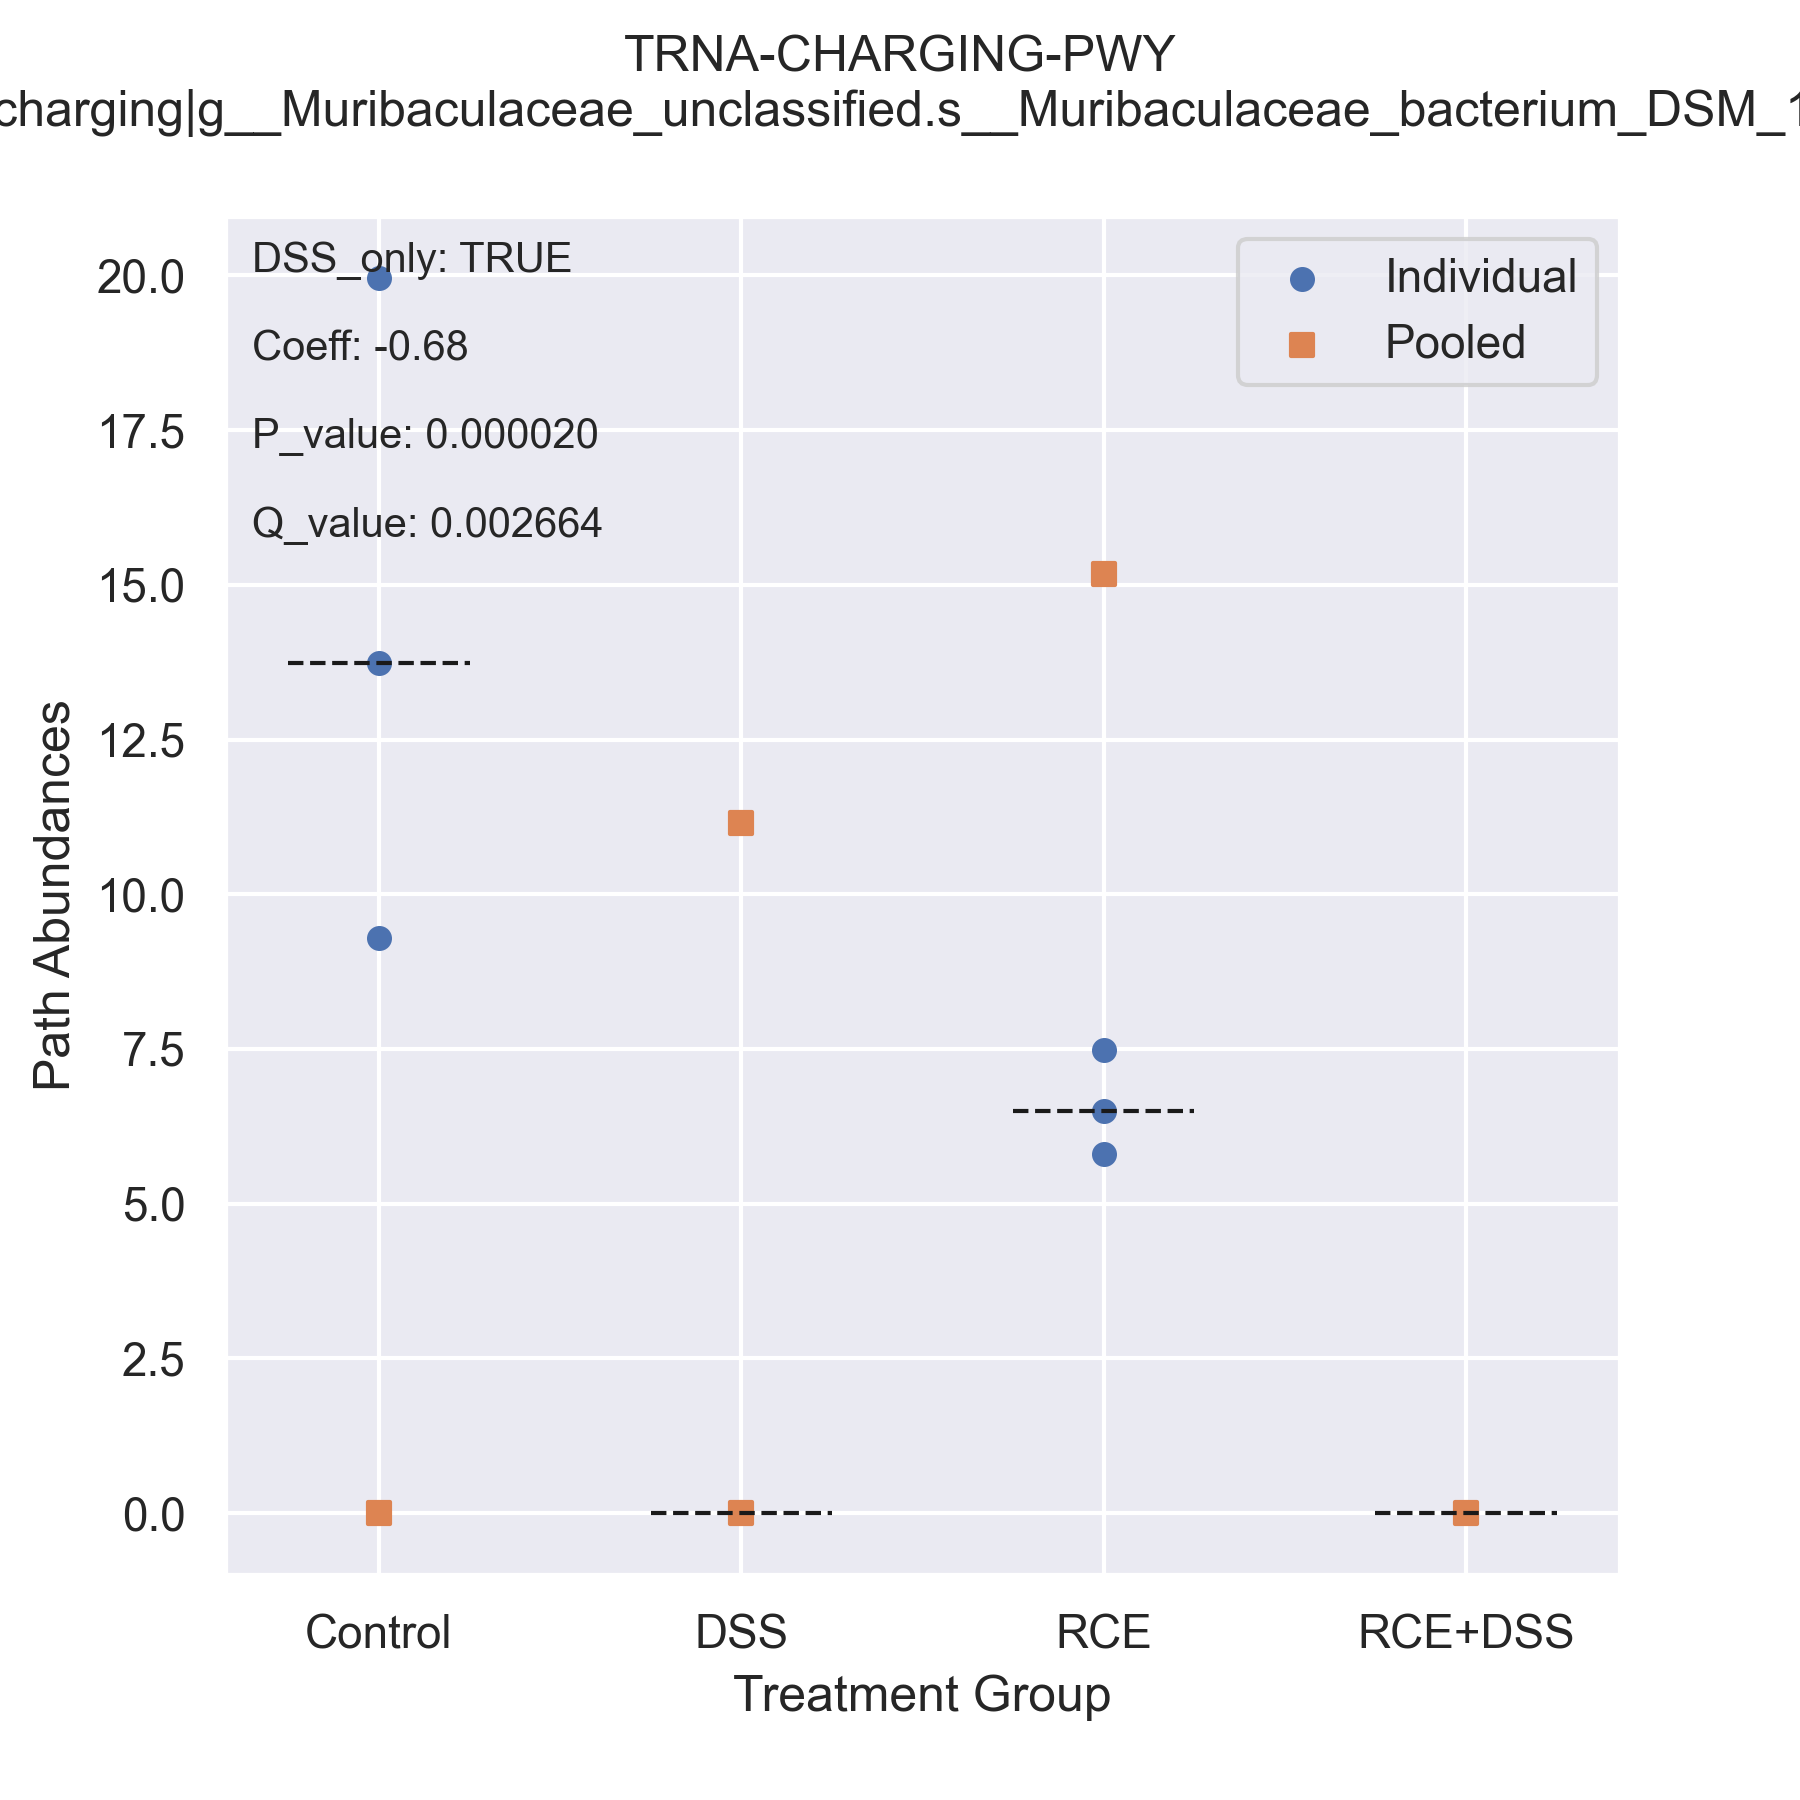 TRNA-CHARGING-PWY
charging|g__Muribaculaceae_unclassified.s__Muribaculaceae_bacterium_DSM_1
DSS_only: TRUE
Coeff: -0.68
P_value: 0.000020
Q_value: 0.002664
Individual
Pooled
20.0
17.5
15.0
12.5
10.0
7.5
5.0
2.5
0.0
Path Abundances
Control
DSS
RCE
RCE+DSS
Treatment Group